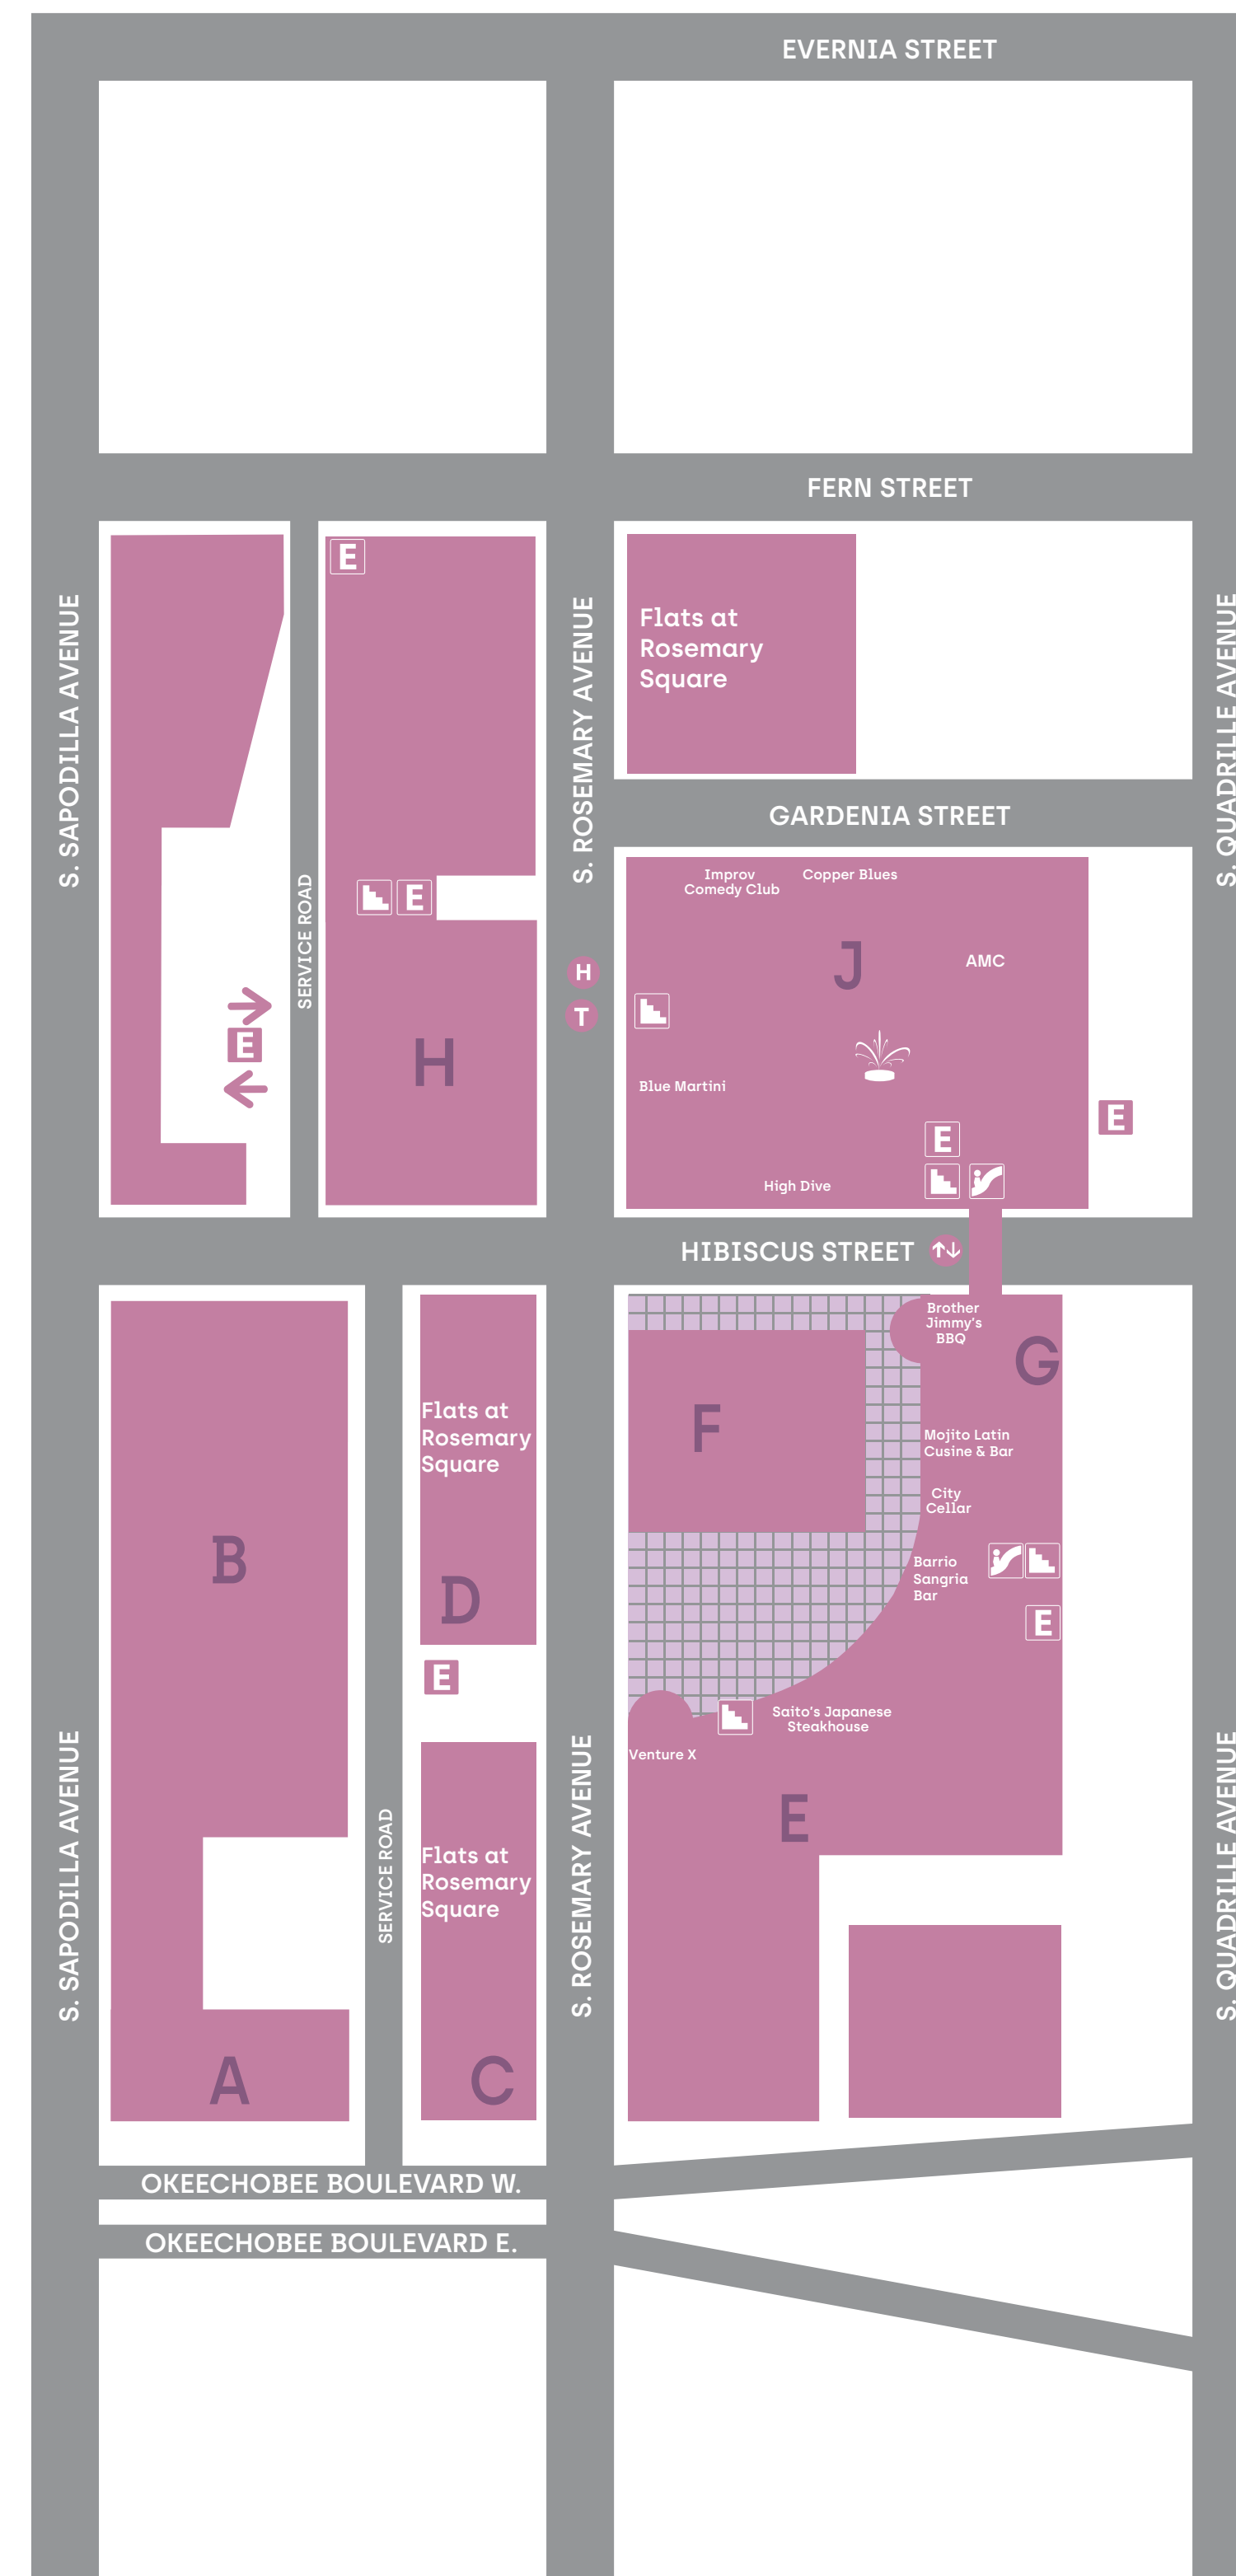 EVERNIA STREET
FERN STREET
S. SAPODILLA AVENUE
E
S. ROSEMARY AVENUE
Flats at
Rosemary
Square
S. QUADRILLE AVENUE
GARDENIA STREET
SERVICE ROAD
E
Improv
Comedy Club
Copper Blues
J
AMC
H
T
E
H
Blue Martini
E
E
High Dive
HIBISCUS STREET
Brother
Jimmy's
BBQ
G
Flats at
Rosemary
Square
F
Mojito Latin
Cusine & Bar
City
Cellar
B
D
Barrio
Sangria
Bar
E
E
Saito's Japanese
Steakhouse
Venture X
S. SAPODILLA AVENUE
SERVICE ROAD
S. ROSEMARY AVENUE
E
S. QUADRILLE AVENUE
Flats at
Rosemary
Square
A
C
OKEECHOBEE BOULEVARD W.
OKEECHOBEE BOULEVARD E.